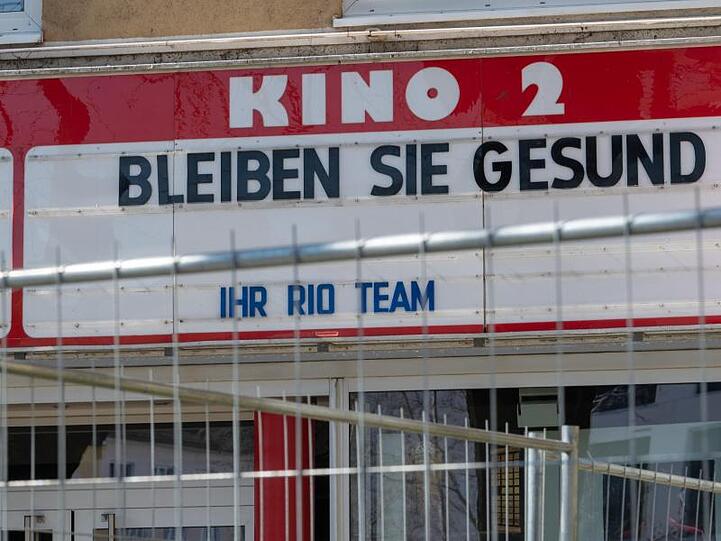 KINO 2
BLEIBEN SIE GESUND
IHR RIO TEAM